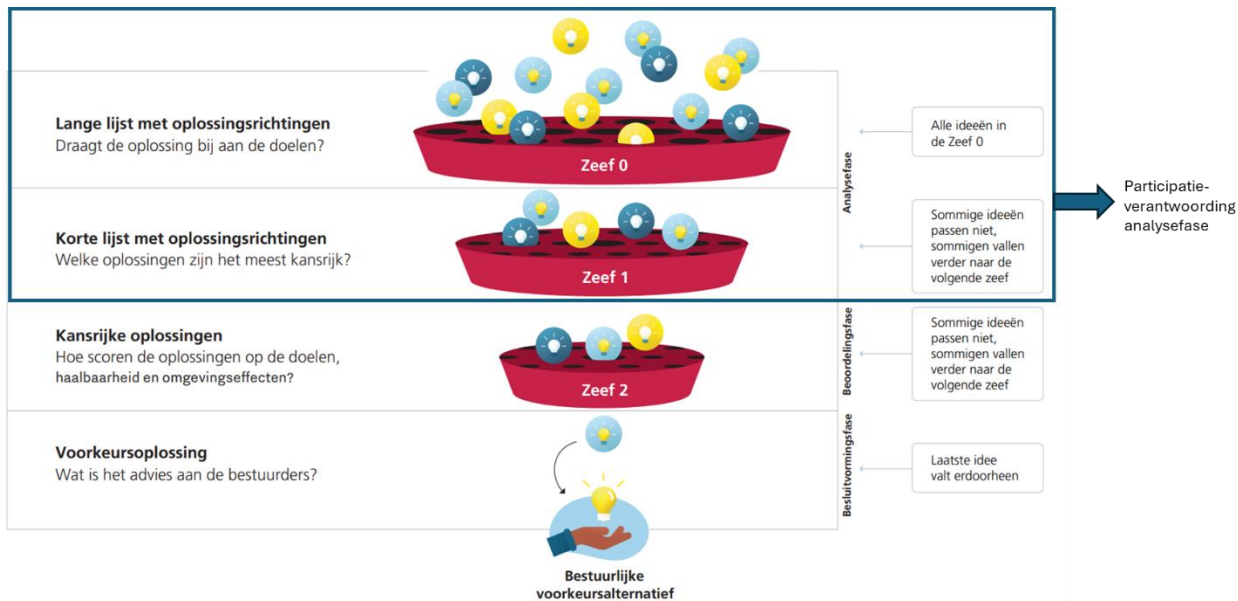 Lange lijst met oplossingsrichtingen
Draagt de oplossing bij aan de doelen?
Zeef 0
Analysefase
Alle ideeën in
de Zeef 0
Korte lijst met oplossingsrichtingen
Welke oplossingen zijn het meest kansrijk?
Zeef 1
Sommige ideeën
passen niet,
sommigen vallen
verder naar de
volgende zeef
Participatie-
verantwoording
analysefase
Kansrijke oplossingen
Hoe scoren de oplossingen op de doelen,
haalbaarheid en omgevingseffecten?
Zeef 2
Beoordelingsfase
Sommige ideeën
passen niet,
sommigen vallen
verder naar de
volgende zeef
Voorkeursoplossing
Wat is het advies aan de bestuurders?
Besluitvormingsfase
Laatste idee
valt erdoorheen
Bestuurlijke
voorkeursalternatief